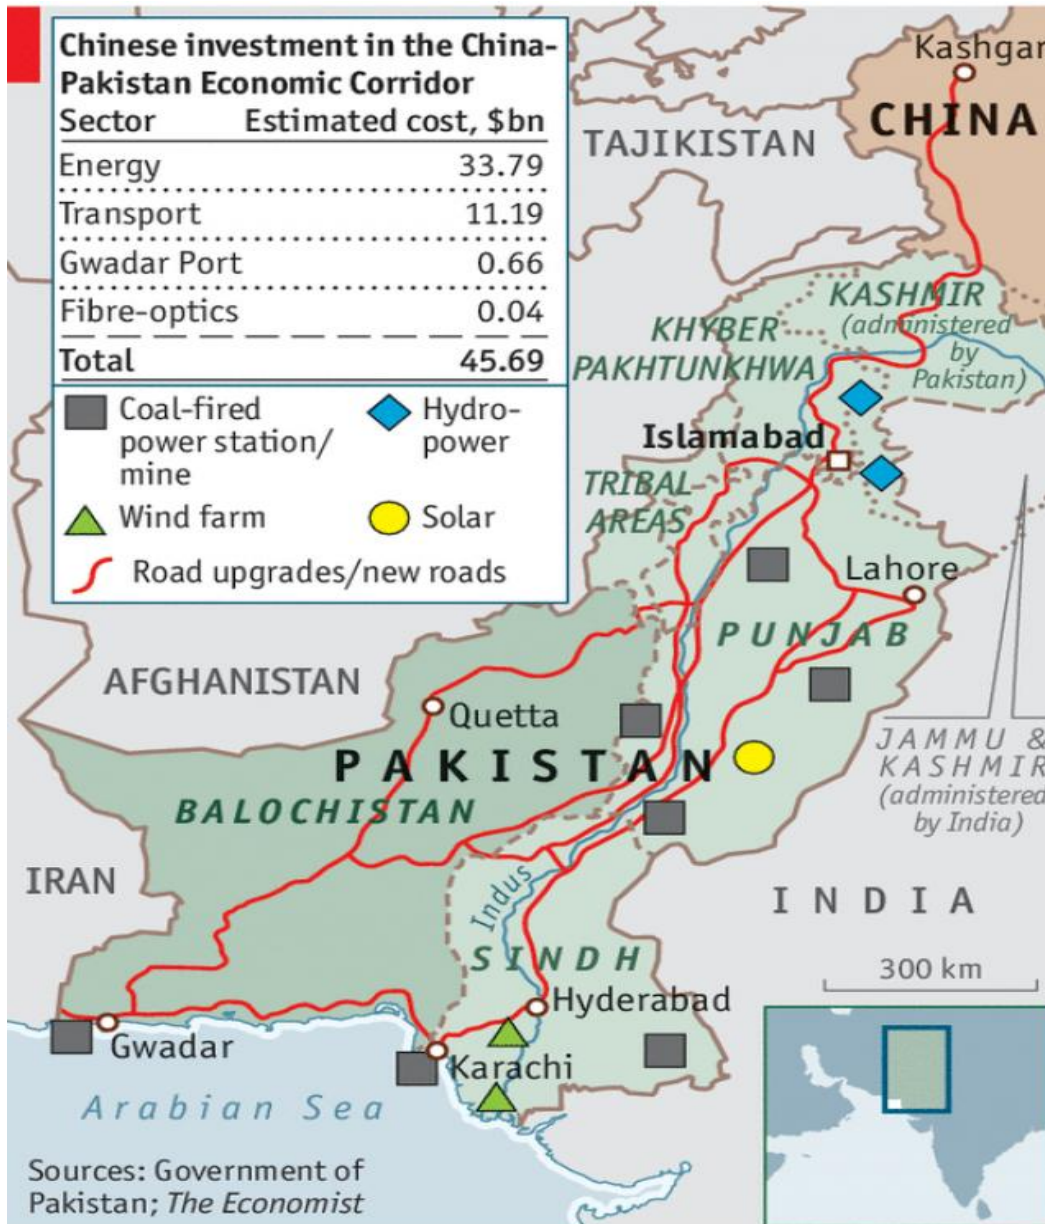 Chinese investment in the China-
Pakistan Economic Corridor
Sector Estimated cost, $bn
Energy 33.79
Transport 11.19
Gwadar Port 0.66
Fibre-optics 0.04
Total 45.69
Coal-fired
power station/
mine
Hydro-
power
Wind farm
Solar
Road upgrades/new roads
Kashgar
CHINA
TAJIKISTAN
KASHMIR
(administered
by
Pakistan)
KHYBER
PAKHTUNKHWA
Islamabad
TRIBAL
AREAS
Lahore
PUNJAB
AFGHANISTAN
Quetta
PAKISTAN
BALOCHISTAN
JAMMU &
KASHMIR
(administered
by India)
IRAN
INDIA
Indus
SINDH
300 km
Hyderabad
Gwadar
Karachi
Arabian Sea
Sources: Government of
Pakistan; The Economist